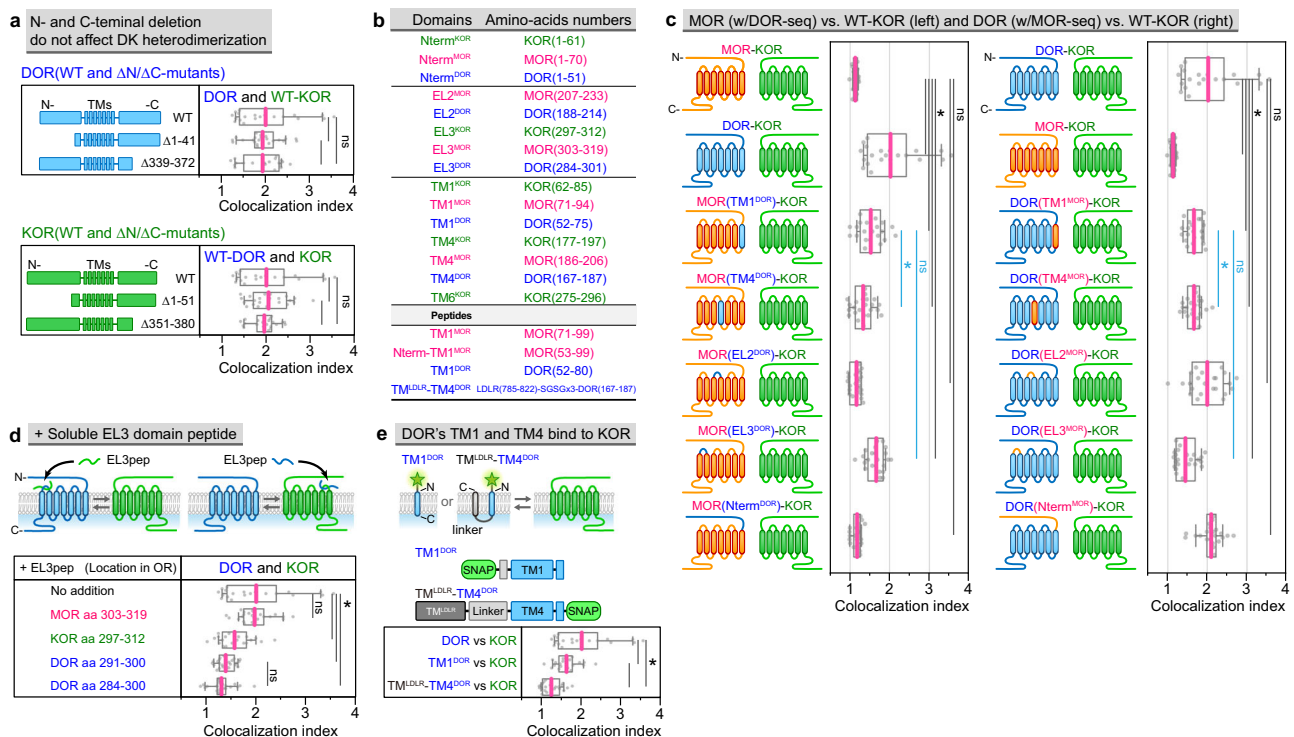 a
N- and C-teminal deletion
do not affect DK heterodimerization
DOR(WT and ΔN/ΔC-mutants)
N- TMs -C
WT
Δ1-41
Δ339-372
DOR and WT-KOR
ns
1 2 3 4
Colocalization index
KOR(WT and ΔN/ΔC-mutants)
N- TMs -C
WT
Δ1-51
Δ351-380
WT-DOR and KOR
ns
1 2 3 4
Colocalization index
b
Domains Amino-acids numbers
Nterm^KOR KOR(1-61)
Nterm^MOR MOR(1-70)
Nterm^DOR DOR(1-51)
EL2^MOR MOR(207-233)
EL2^DOR DOR(188-214)
EL3^KOR KOR(297-312)
EL3^MOR MOR(303-319)
EL3^DOR DOR(284-301)
TM1^KOR KOR(62-85)
TM1^MOR MOR(71-94)
TM1^DOR DOR(52-75)
TM4^KOR KOR(177-197)
TM4^MOR MOR(186-206)
TM4^DOR DOR(167-187)
TM6^KOR KOR(275-296)
Peptides
TM1^MOR MOR(71-99)
Nterm-TM1^MOR MOR(53-99)
TM1^DOR DOR(52-80)
TM^LDLR-TM4^DOR LDLR(785-822)-SGSGx3-DOR(167-187)
c
MOR (w/DOR-seq) vs. WT-KOR (left) and DOR (w/MOR-seq) vs. WT-KOR (right)
MOR-KOR
N-
C-
DOR-KOR
MOR(TM1^DOR)-KOR
MOR(TM4^DOR)-KOR
MOR(EL2^DOR)-KOR
MOR(EL3^DOR)-KOR
MOR(Nterm^DOR)-KOR
*
ns
*
ns
1 2 3 4
Colocalization index
DOR-KOR
N-
C-
MOR-KOR
DOR(TM1^MOR)-KOR
DOR(TM4^MOR)-KOR
DOR(EL2^MOR)-KOR
DOR(EL3^MOR)-KOR
DOR(Nterm^MOR)-KOR
*
ns
*
ns
1 2 3 4
Colocalization index
d
+ Soluble EL3 domain peptide
EL3pep EL3pep
N-
C-
+ EL3pep (Location in OR) DOR and KOR
No addition
MOR aa 303-319
KOR aa 297-312
DOR aa 291-300
DOR aa 284-300
ns
*
ns
1 2 3 4
Colocalization index
e
DOR's TM1 and TM4 bind to KOR
TM1^DOR TM^LDLR-TM4^DOR
N
C
or
C
N
linker
TM1^DOR
SNAP TM1
TM^LDLR-TM4^DOR
TM^LDLR Linker TM4 SNAP
DOR vs KOR
TM1^DOR vs KOR
TM^LDLR-TM4^DOR vs KOR
*
1 2 3 4
Colocalization index